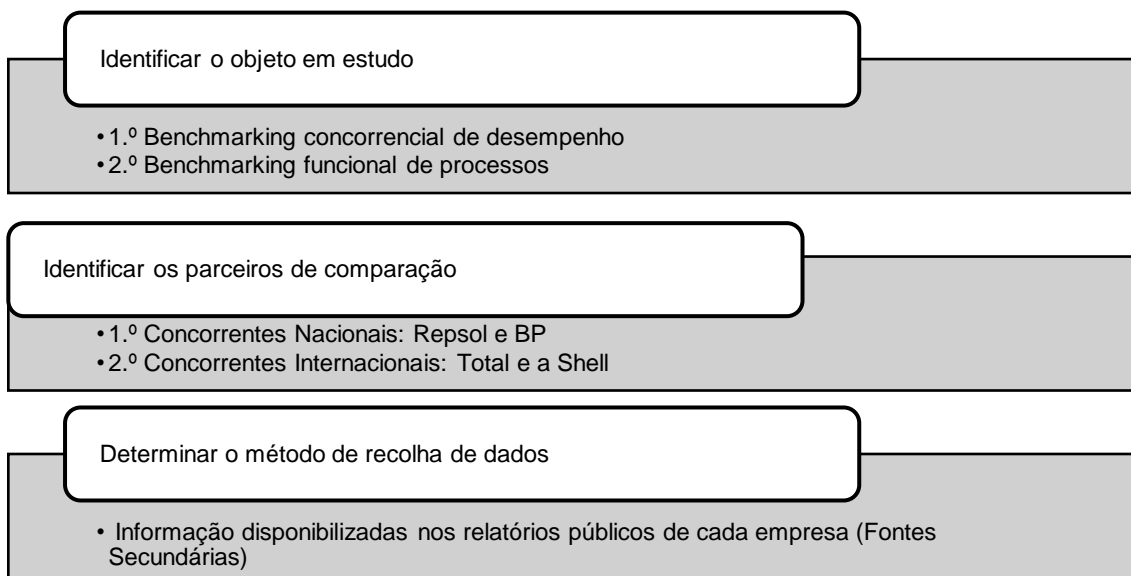 Identificar o objeto em estudo
•1.º Benchmarking concorrencial de desempenho
•2.º Benchmarking funcional de processos
Identificar os parceiros de comparação
•1.º Concorrentes Nacionais: Repsol e BP
•2.º Concorrentes Internacionais: Total e a Shell
Determinar o método de recolha de dados
• Informação disponibilizadas nos relatórios públicos de cada empresa (Fontes
Secundárias)